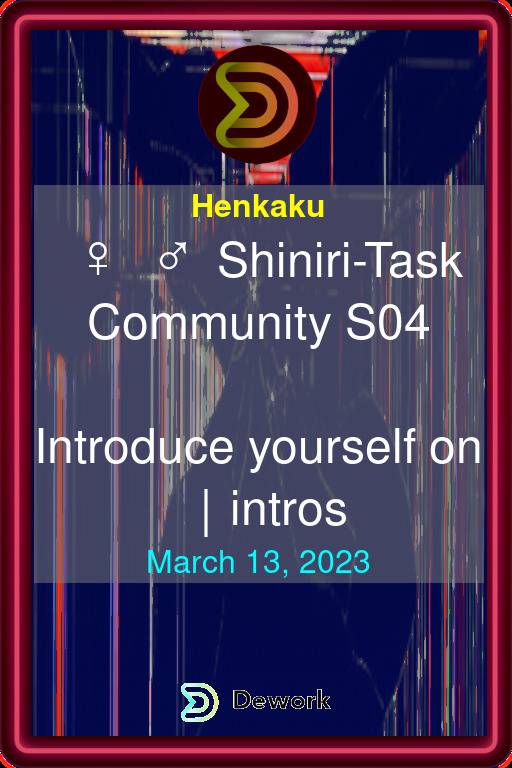 Henkaku
♀ ♂ Shiniri-Task
Community S04
Introduce yourself on
| intros
March 13, 2023
Dework